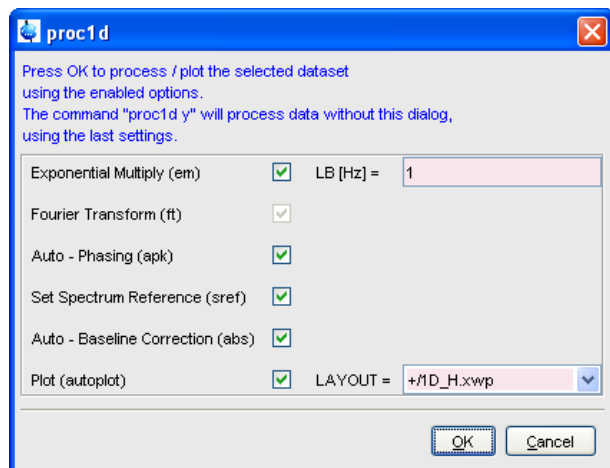 proc1d
Press OK to process / plot the selected dataset
using the enabled options.
The command "proc1d y" will process data without this dialog,
using the last settings.
Exponential Multiply (em) LB [Hz] = 1
Fourier Transform (ft)
Auto - Phasing (apk)
Set Spectrum Reference (sref)
Auto - Baseline Correction (abs)
Plot (autoplot) LAYOUT = +/1D_H.xwp
OK Cancel